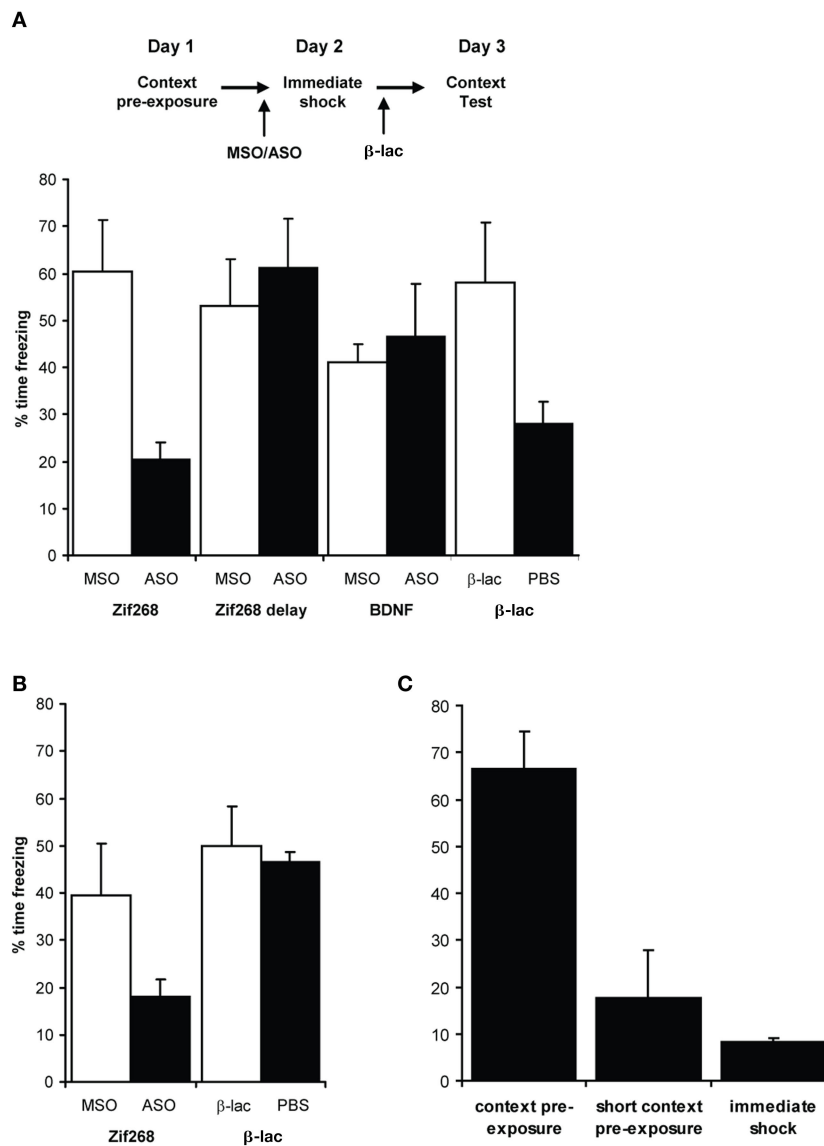 A
Day 1 Day 2 Day 3
Context pre-exposure
Immediate shock
Context Test
MSO/ASO
β-lac
% time freezing
80
70
60
50
40
30
20
10
0
MSO ASO MSO ASO MSO ASO β-lac PBS
Zif268 Zif268 delay BDNF β-lac
B
% time freezing
80
70
60
50
40
30
20
10
0
MSO ASO β-lac PBS
Zif268 β-lac
C
80
70
60
50
40
30
20
10
0
context pre-
exposure
short context
pre-exposure
immediate
shock